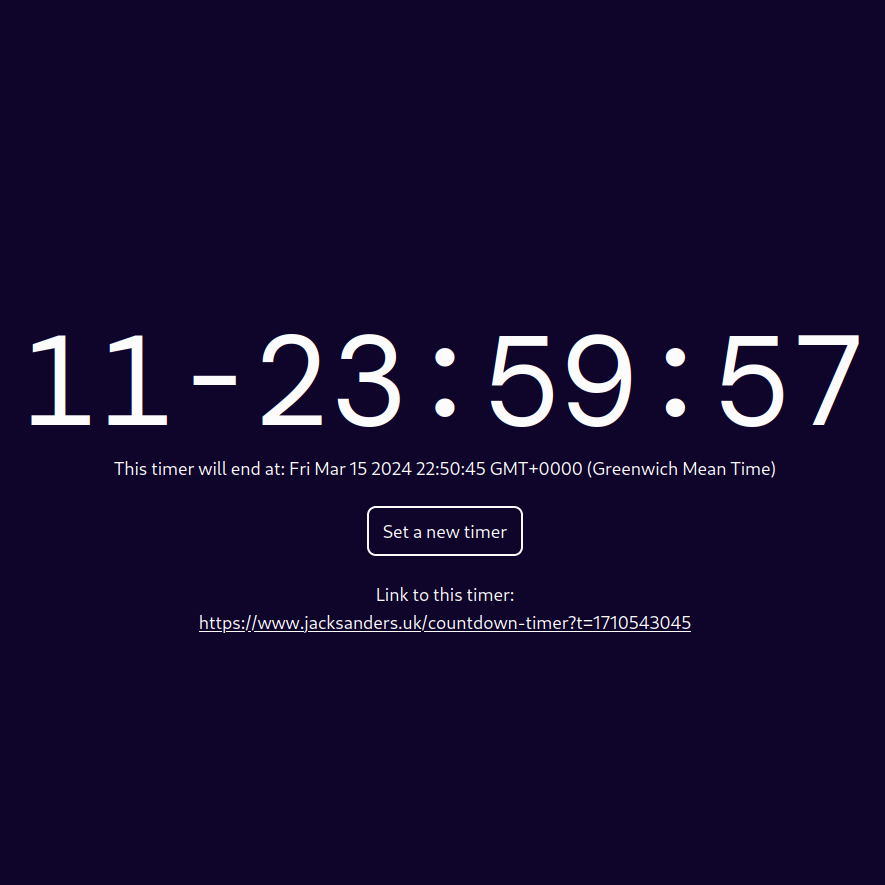 11-23:59:57
This timer will end at: Fri Mar 15 2024 22:50:45 GMT+0000 (Greenwich Mean Time)
Set a new timer
Link to this timer:
https://www.jacksanders.uk/countdown-timer?t=1710543045